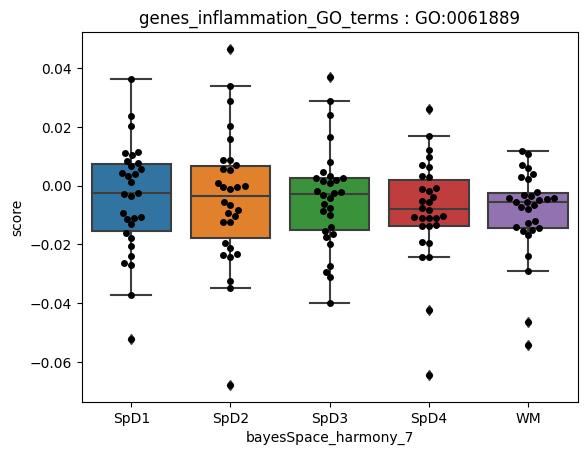 genes_inflammation_GO_terms : GO:0061889
0.04
0.02
0.00
−0.02
−0.04
−0.06
score
SpD1 SpD2 SpD3 SpD4 WM
bayesSpace_harmony_7